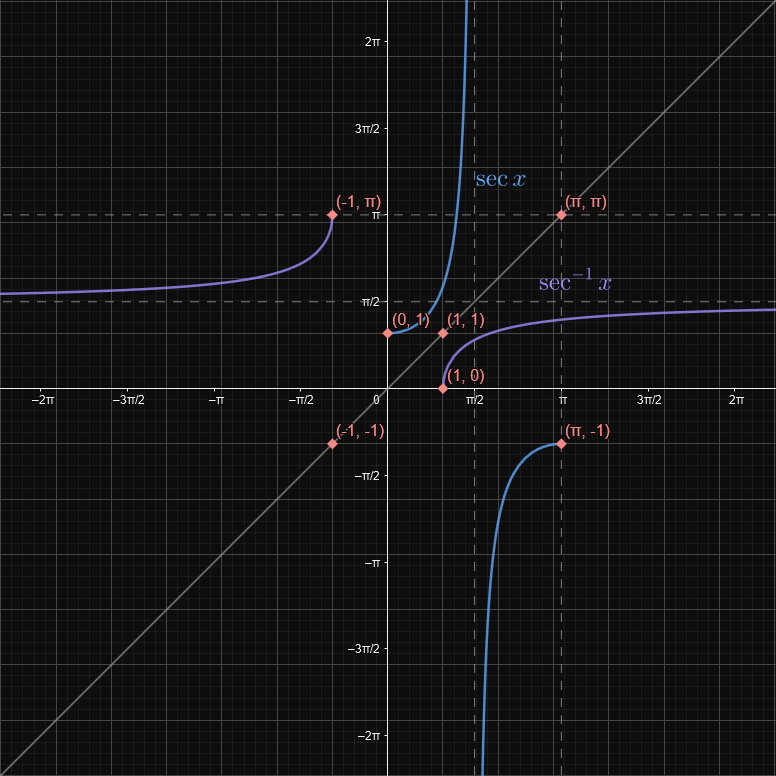 2π
3π/2
sec x
(-1, π)
π
(π, π)
sec⁻¹ x
π/2
(0, 1)
(1, 1)
(1, 0)
−2π
−3π/2
−π
−π/2
0
π/2
π
3π/2
2π
(-1, -1)
(π, -1)
−π/2
−π
−3π/2
−2π